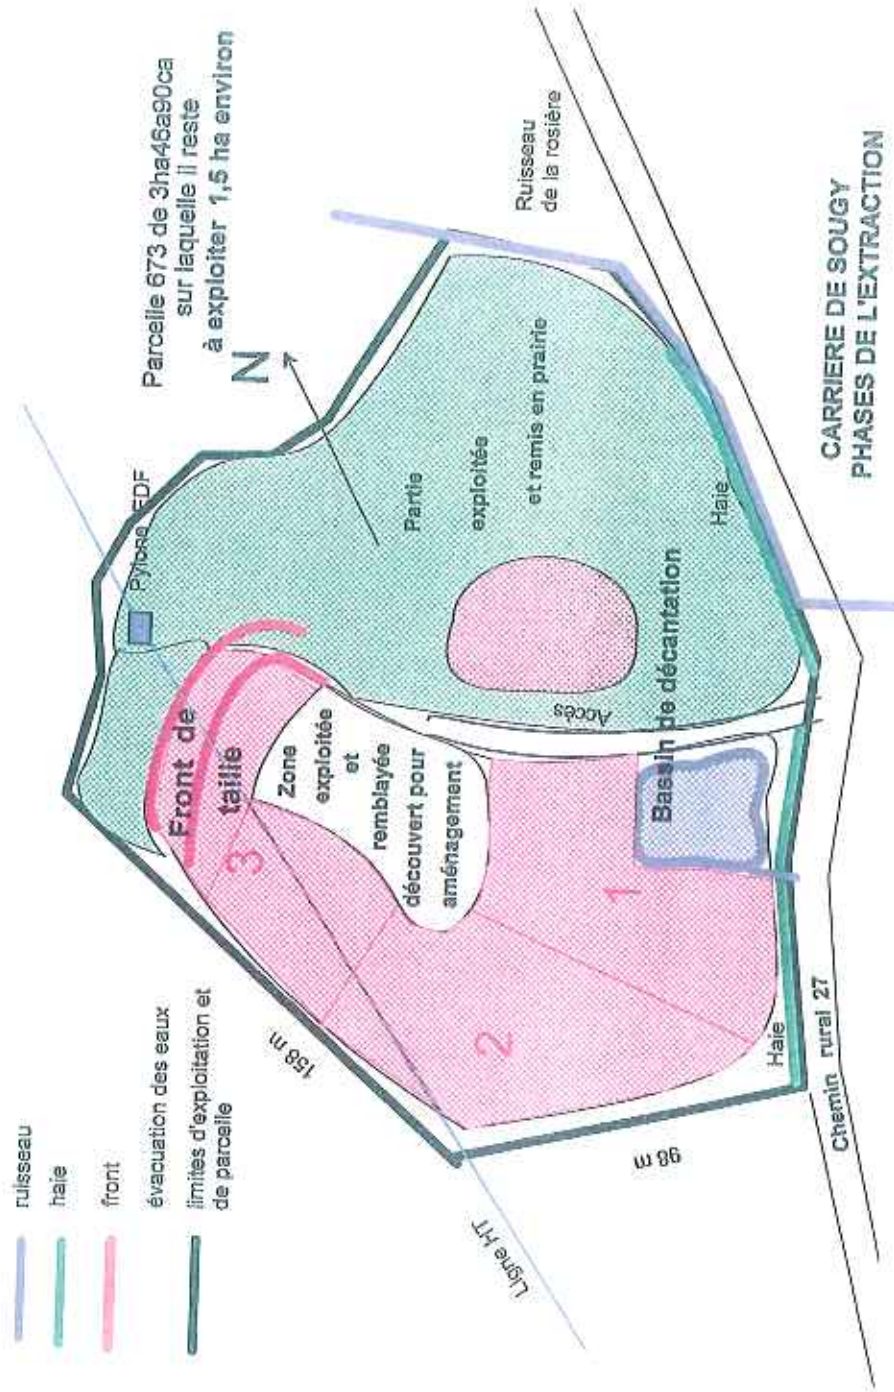 ruisseau
haie
front
évacuation des eaux
limites d'exploitation et
de parcelle
Parcelle 673 de 3ha46a90ca
sur laquelle il reste
à exploiter 1,5 ha environ
N
Pylone EDF
Ligne HT
158 m
98 m
Front de
taille
3
Zone
exploitée
et
remblayée
découvert pour
aménagement
2
1
Partie
exploitée
et remis en prairie
Accès
Bassin de décantation
Haie
Haie
Ruisseau
de la rosière
Chemin rural 27
CARRIERE DE SOUGY
PHASES DE L'EXTRACTION